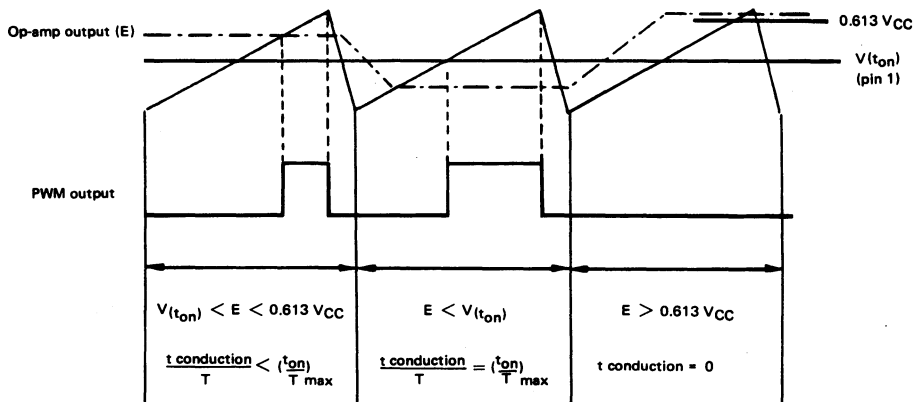 Op-amp output (E)
0.613 VCC
V(ton)
(pin 1)
PWM output
V(ton) < E < 0.613 VCC
E < V(ton)
E > 0.613 VCC
t conduction / T < (ton / T) max
t conduction / T = (ton / T) max
t conduction = 0